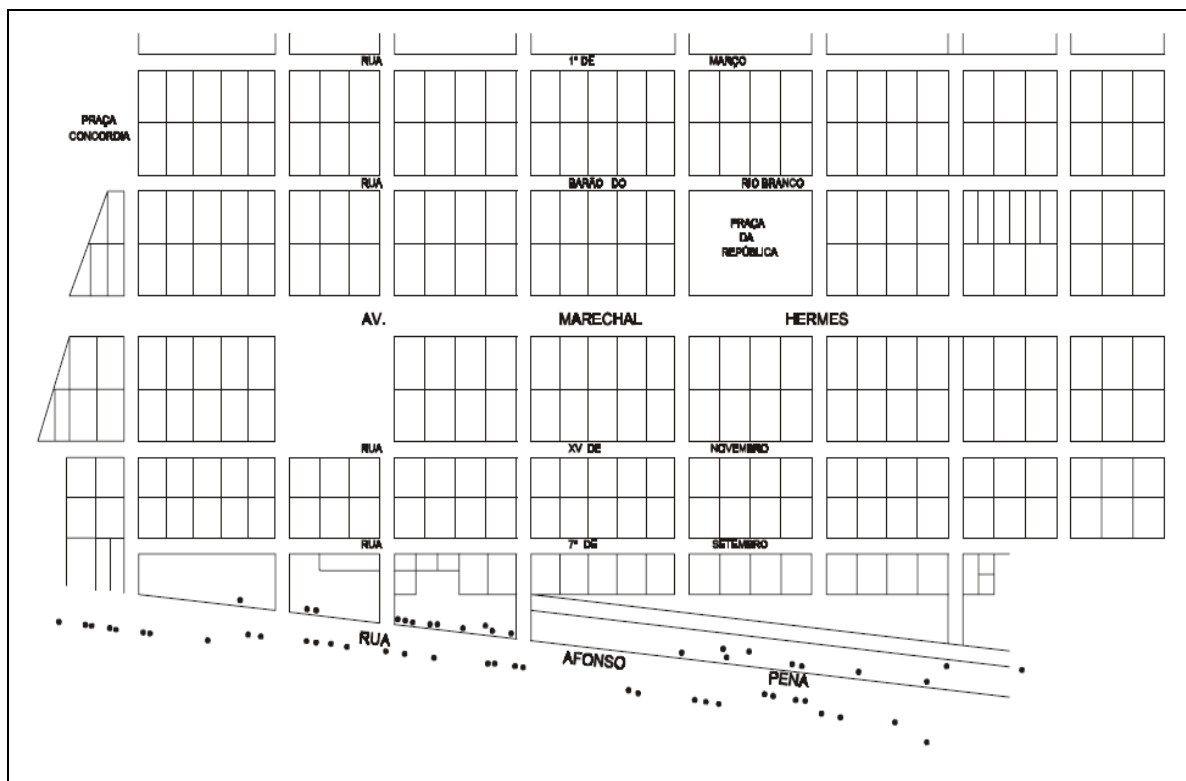 RUA 1º DE MARÇO
PRAÇA
CONCORDIA
RUA BARÃO DO RIO BRANCO
PRAÇA
DA
REPÚBLICA
AV. MARECHAL HERMES
RUA XV DE NOVEMBRO
RUA 7º DE SETEMBRO
RUA AFONSO PENA